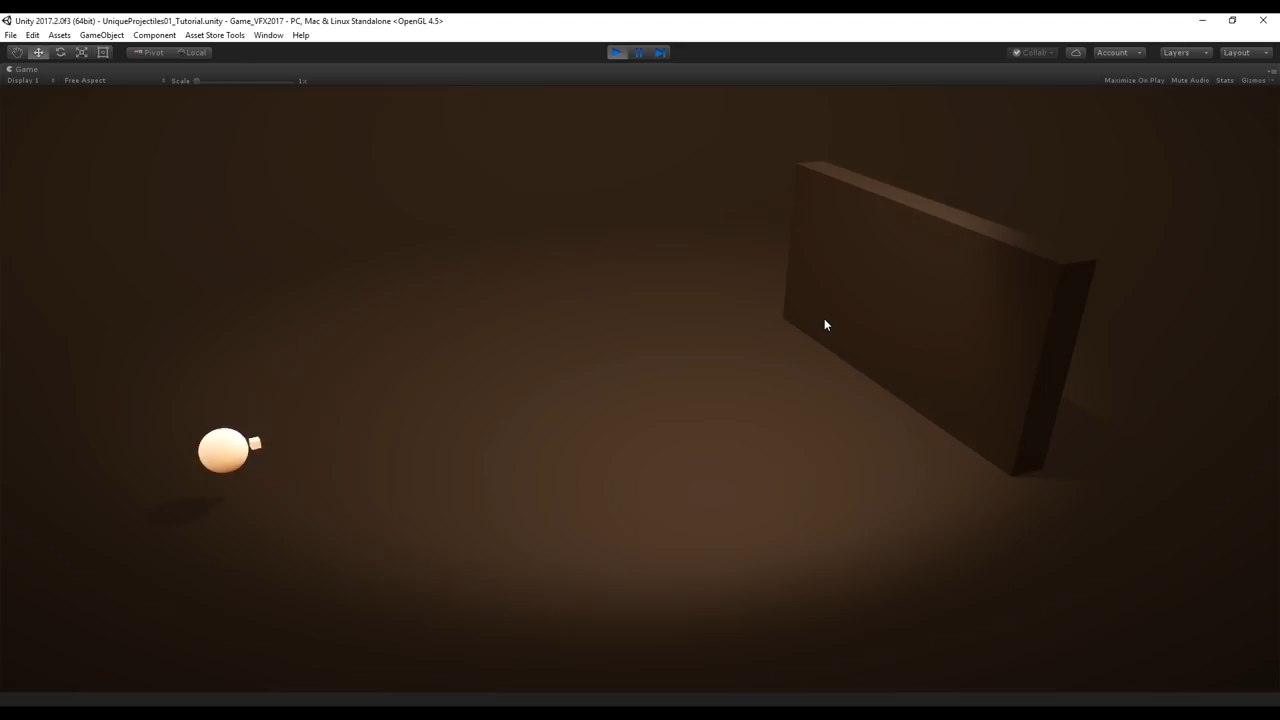 Unity 2017.2.0f3 (64bit) - UniqueProjectiles01_Tutorial.unity - Game_VFX2017 - PC, Mac & Linux Standalone <OpenGL 4.5>
File Edit Assets GameObject Component Asset Store Tools Window Help
Pivot Local Collab Account Layers Layout
Game
Display 1 Free Aspect Scale 1x Maximize On Play Mute Audio Stats Gizmos